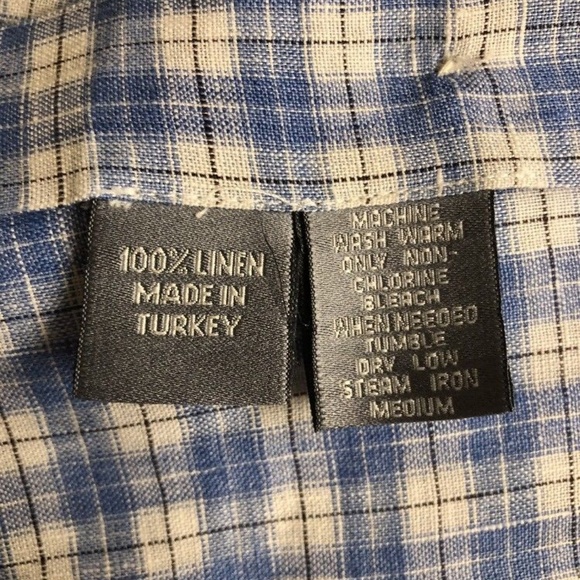 100% LINEN
MADE IN
TURKEY
MACHINE
WASH WARM
ONLY NON-
CHLORINE
BLEACH
WHEN NEEDED
TUMBLE
DRY LOW
STEAM IRON
MEDIUM